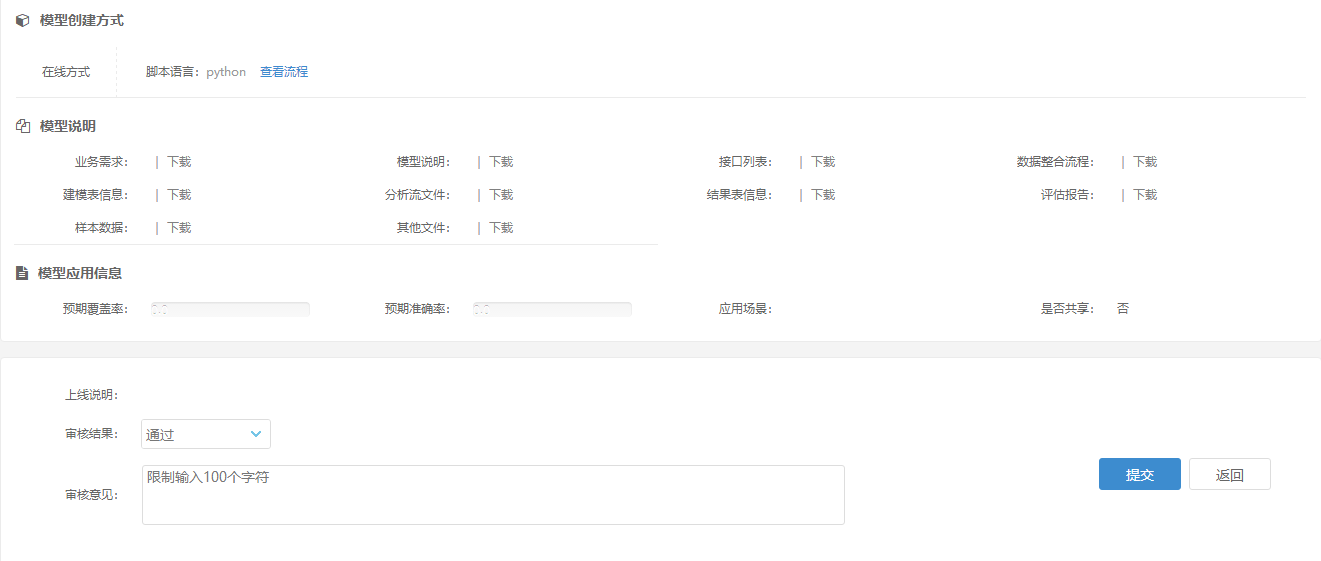 模型创建方式
在线方式 脚本语言：python 查看流程
模型说明
业务需求： | 下载 模型说明： | 下载 接口列表： | 下载 数据整合流程： | 下载
建模表信息： | 下载 分析流文件： | 下载 结果表信息： | 下载 评估报告： | 下载
样本数据： | 下载 其他文件： | 下载
模型应用信息
预期覆盖率： 预期准确率： 应用场景： 是否共享： 否
上线说明：
审核结果： 通过
审核意见： 限制输入100个字符
提交 返回